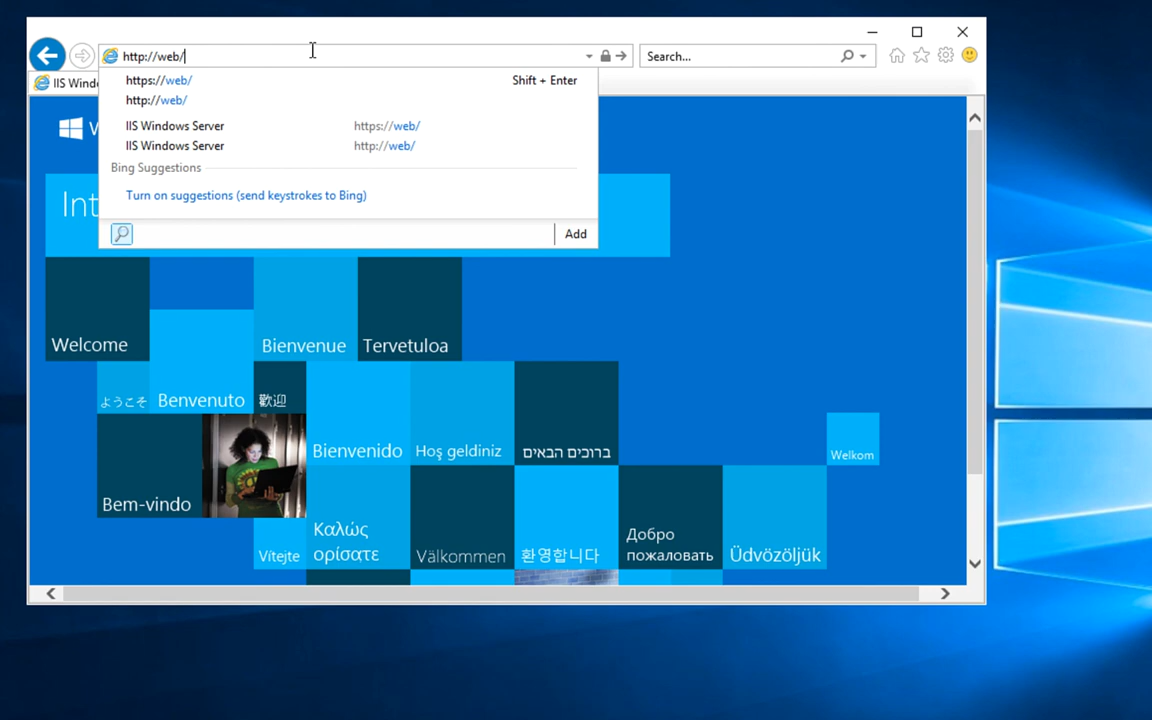 http://web/
Search...
IIS Windo
https://web/
Shift + Enter
http://web/
IIS Windows Server
https://web/
IIS Windows Server
http://web/
Bing Suggestions
Turn on suggestions (send keystrokes to Bing)
Add
W
Int
Welcome
Bienvenue
Tervetuloa
ようこそ
Benvenuto
歡迎
Bienvenido
Hoş geldiniz
ברוכים הבאים
Welkom
Bem-vindo
Vítejte
Καλώς
ορίσατε
Välkommen
환영합니다
Добро
пожаловать
Üdvözöljük